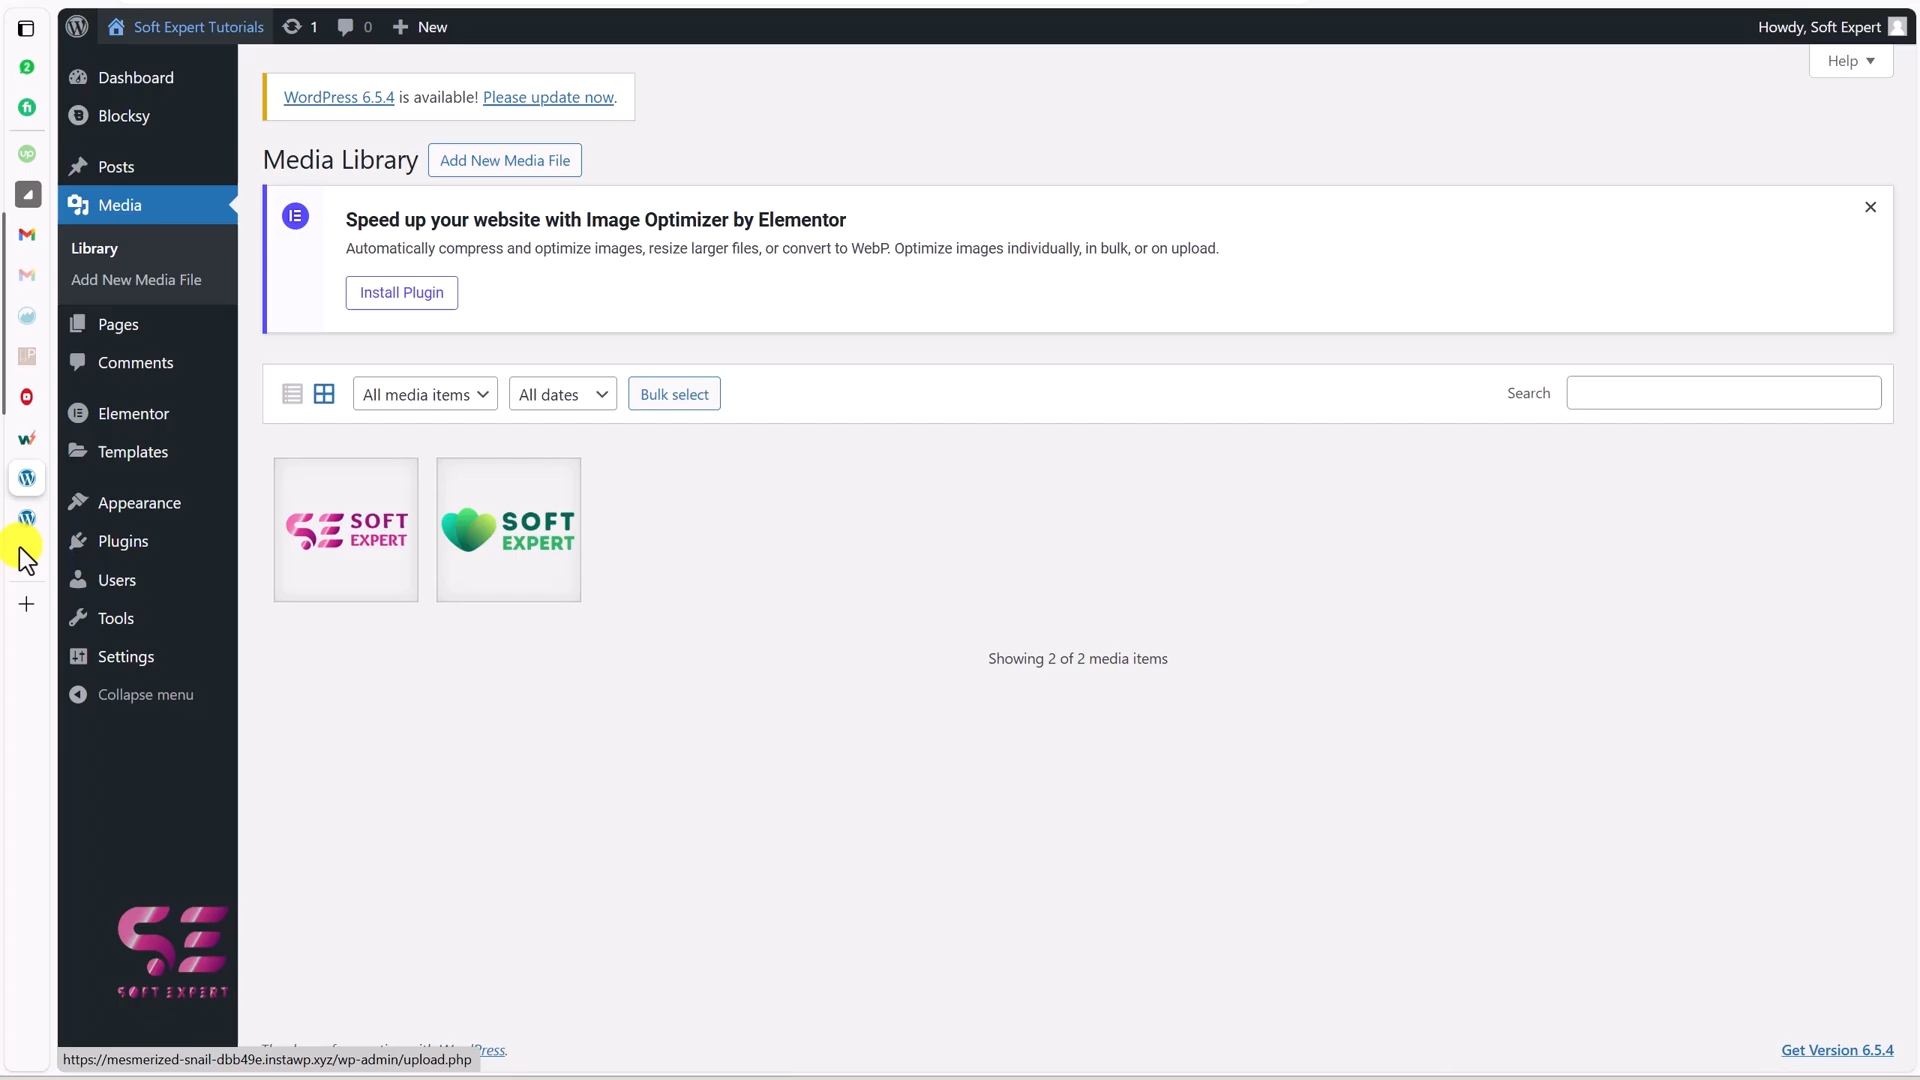 Soft Expert Tutorials
1
0
New
Howdy, Soft Expert
Help
Dashboard
Blocksy
Posts
Media
Library
Add New Media File
Pages
Comments
Elementor
Templates
Appearance
Plugins
Users
Tools
Settings
Collapse menu
WordPress 6.5.4 is available! Please update now.
Media Library
Add New Media File
Speed up your website with Image Optimizer by Elementor
Automatically compress and optimize images, resize larger files, or convert to WebP. Optimize images individually, in bulk, or on upload.
Install Plugin
All media items
All dates
Bulk select
Search
SOFT
EXPERT
SOFT
EXPERT
Showing 2 of 2 media items
SE
SOFT EXPERT
https://mesmerized-snail-dbb49e.instawp.xyz/wp-admin/upload.php
Press.
Get Version 6.5.4